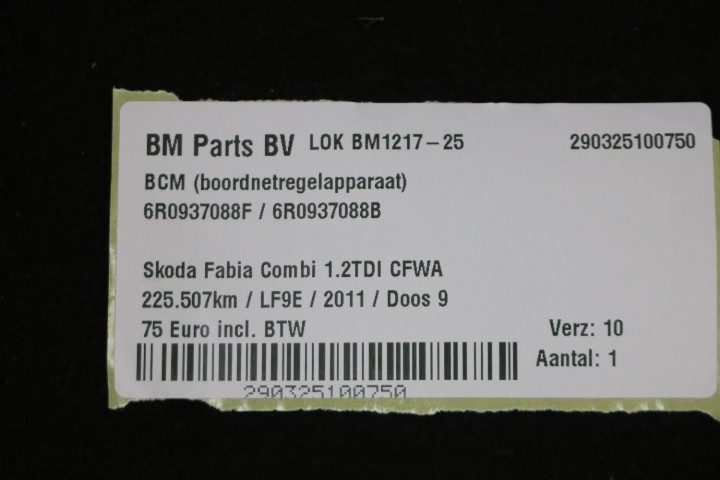 BM Parts BV LOK BM1217-25 290325100750
BCM (boordnetregelapparaat)
6R0937088F / 6R0937088B
Skoda Fabia Combi 1.2TDI CFWA
225.507km / LF9E / 2011 / Doos 9
75 Euro incl. BTW Verz: 10
Aantal: 1
290325100750